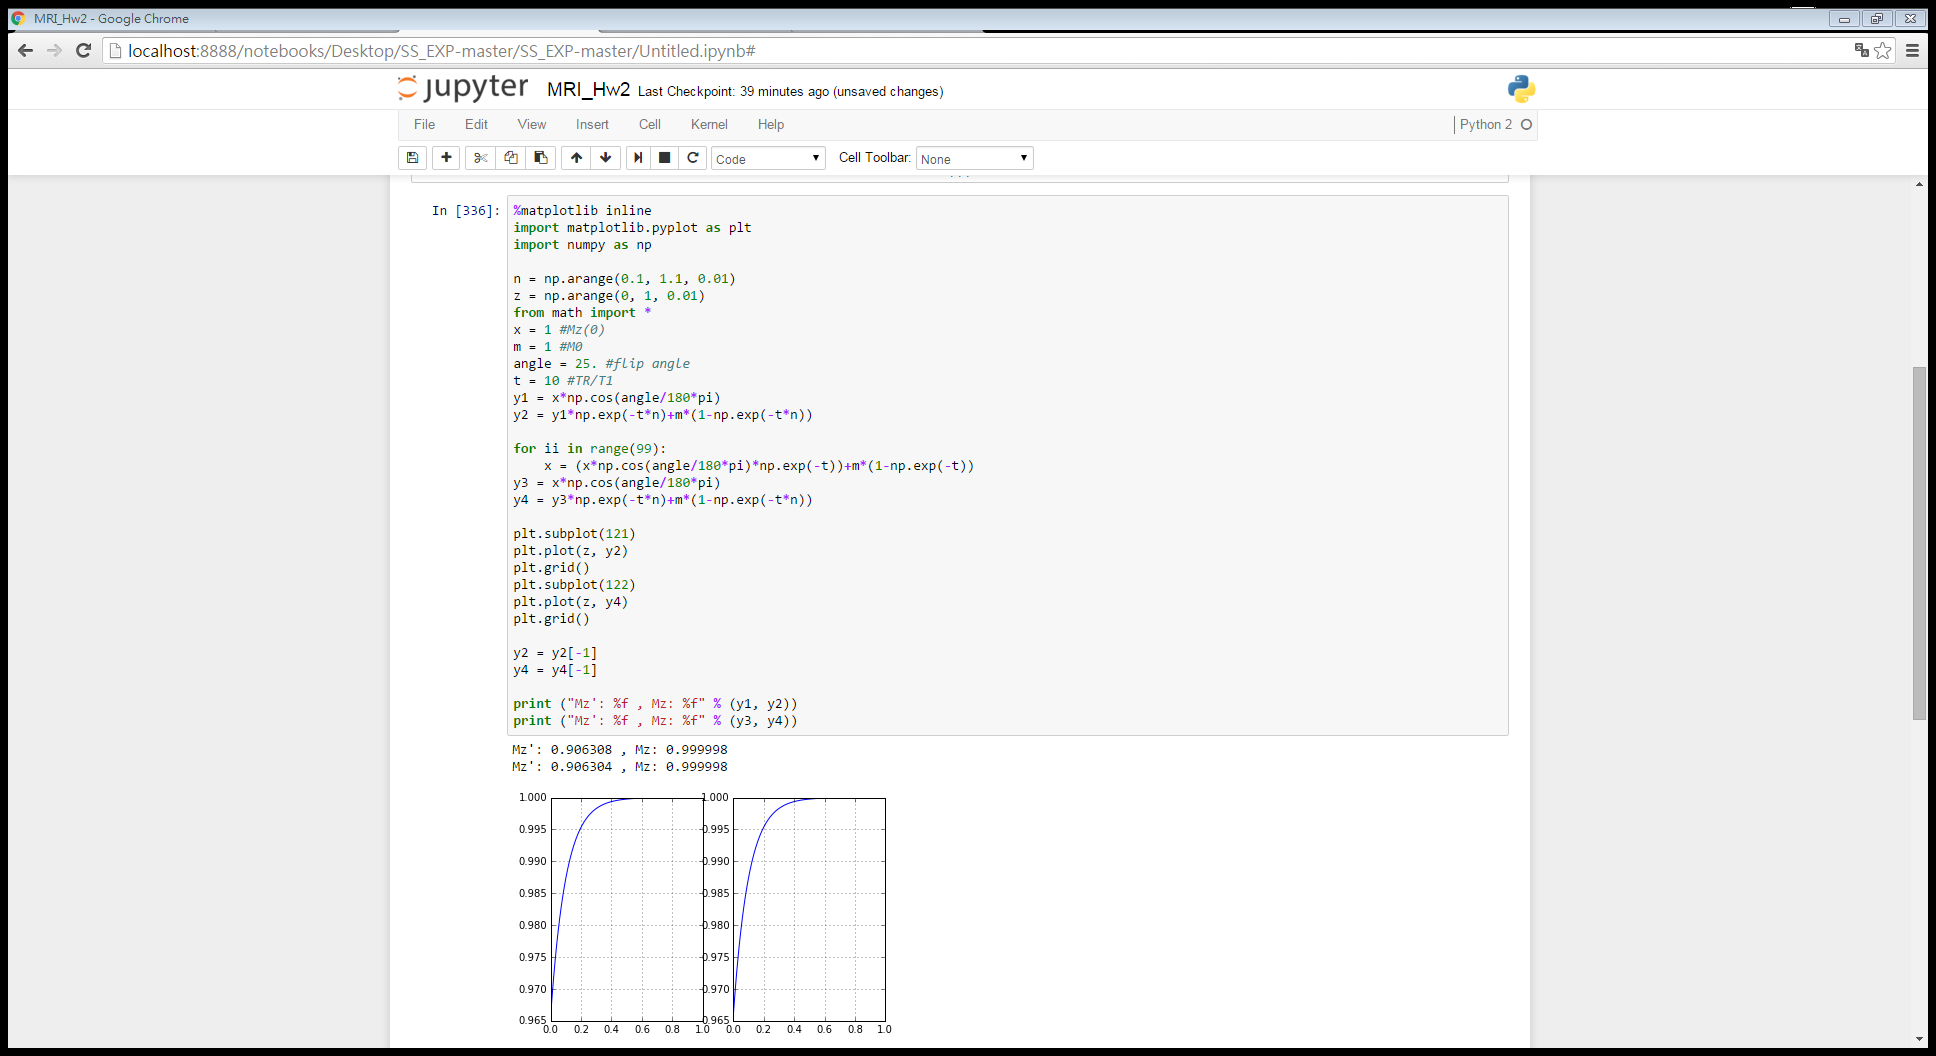 MRI_Hw2 - Google Chrome
localhost:8888/notebooks/Desktop/SS_EXP-master/SS_EXP-master/Untitled.ipynb#
jupyter MRI_Hw2 Last Checkpoint: 39 minutes ago (unsaved changes)
File Edit View Insert Cell Kernel Help Python 2
Code Cell Toolbar: None
In [336]: %matplotlib inline
import matplotlib.pyplot as plt
import numpy as np
n = np.arange(0.1, 1.1, 0.01)
z = np.arange(0, 1, 0.01)
from math import *
x = 1 #Mz(0)
m = 1 #M0
angle = 25. #flip angle
t = 10 #TR/T1
y1 = x*np.cos(angle/180*pi)
y2 = y1*np.exp(-t*n)+m*(1-np.exp(-t*n))
for ii in range(99):
    x = (x*np.cos(angle/180*pi)*np.exp(-t))+m*(1-np.exp(-t))
y3 = x*np.cos(angle/180*pi)
y4 = y3*np.exp(-t*n)+m*(1-np.exp(-t*n))
plt.subplot(121)
plt.plot(z, y2)
plt.grid()
plt.subplot(122)
plt.plot(z, y4)
plt.grid()
y2 = y2[-1]
y4 = y4[-1]
print ("Mz': %f , Mz: %f" % (y1, y2))
print ("Mz': %f , Mz: %f" % (y3, y4))
Mz': 0.906308 , Mz: 0.999998
Mz': 0.906304 , Mz: 0.999998
1.000 1.000
0.995 0.995
0.990 0.990
0.985 0.985
0.980 0.980
0.975 0.975
0.970 0.970
0.965 0.965
0.0 0.2 0.4 0.6 0.8 1.0 0.0 0.2 0.4 0.6 0.8 1.0